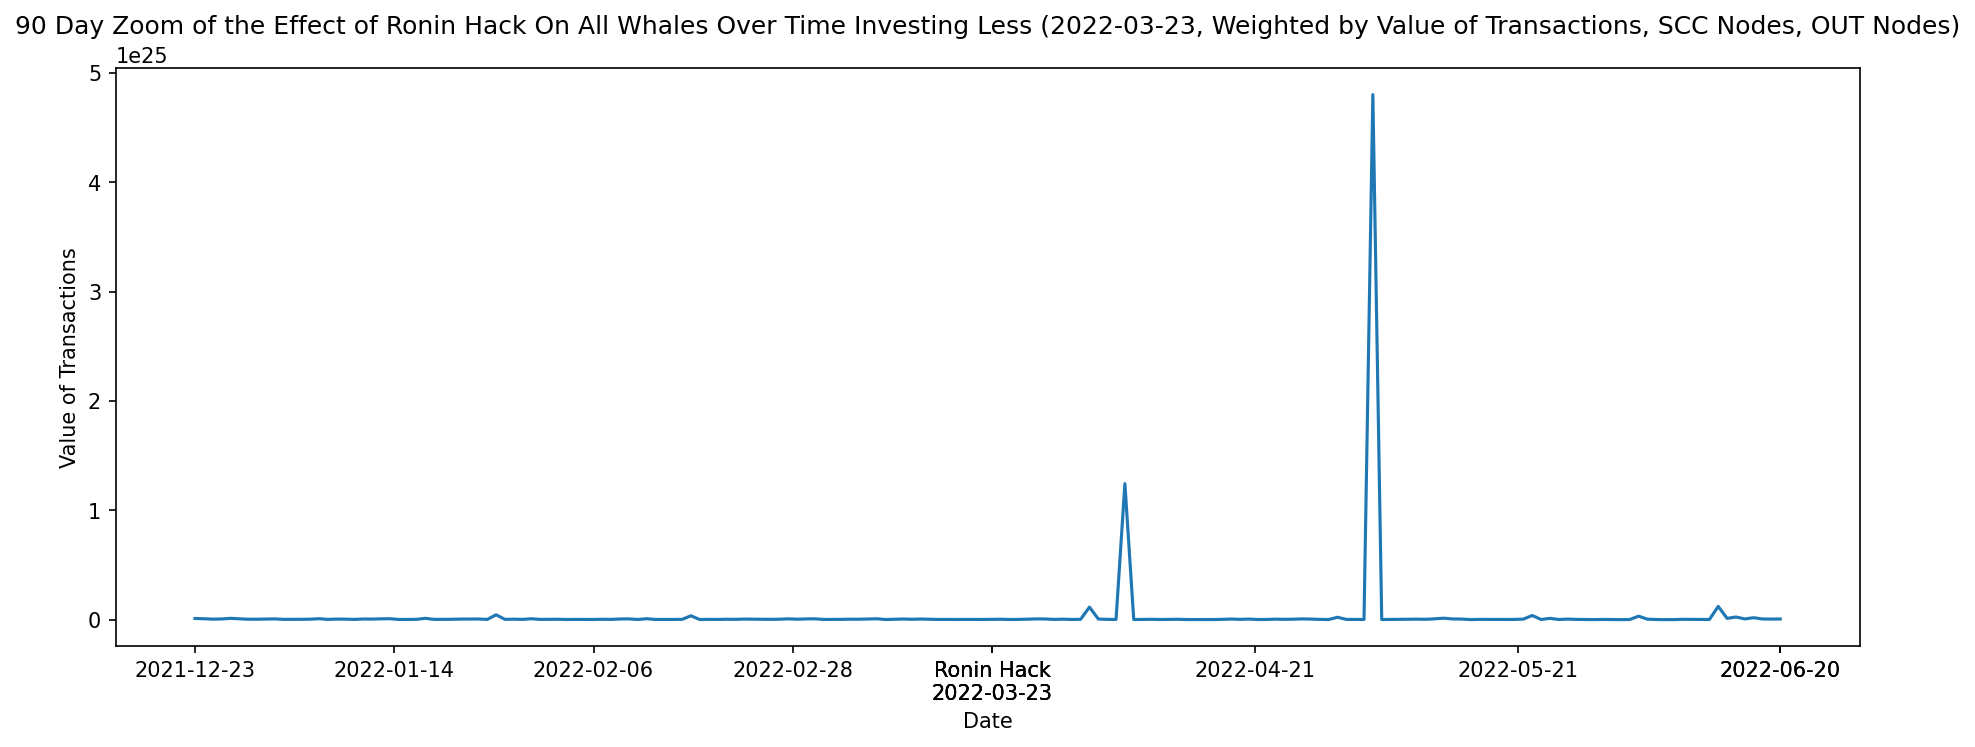 90 Day Zoom of the Effect of Ronin Hack On All Whales Over Time Investing Less (2022-03-23, Weighted by Value of Transactions, SCC Nodes, OUT Nodes)
1e25
5
4
3
2
1
0
Value of Transactions
2021-12-23
2022-01-14
2022-02-06
2022-02-28
Ronin Hack
2022-03-23
2022-04-21
2022-05-21
2022-06-20
Date